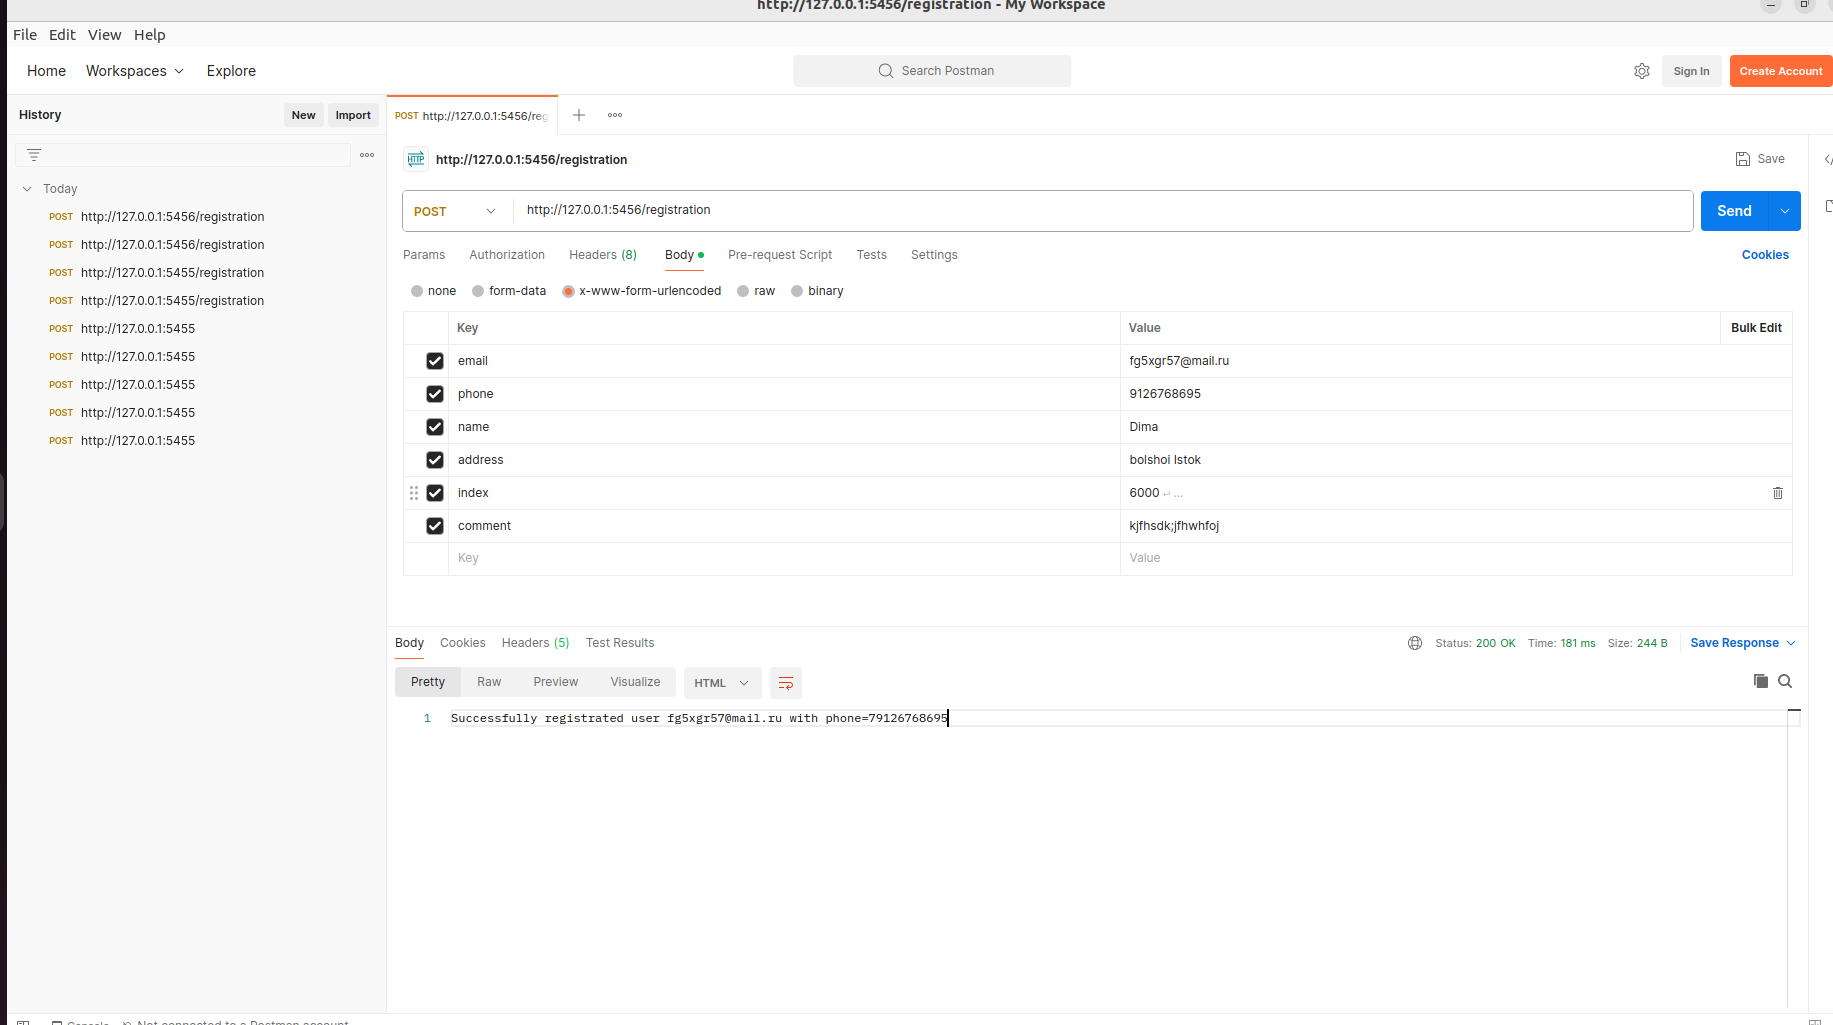 http://127.0.0.1:5456/registration - My Workspace
File Edit View Help
Home Workspaces Explore
Search Postman
Sign In
Create Account
History
New
Import
POST http://127.0.0.1:5456/reg
http://127.0.0.1:5456/registration
Save
Today
POST http://127.0.0.1:5456/registration
POST http://127.0.0.1:5456/registration
POST http://127.0.0.1:5455/registration
POST http://127.0.0.1:5455/registration
POST http://127.0.0.1:5455
POST http://127.0.0.1:5455
POST http://127.0.0.1:5455
POST http://127.0.0.1:5455
POST http://127.0.0.1:5455
POST
http://127.0.0.1:5456/registration
Send
Params Authorization Headers (8) Body Pre-request Script Tests Settings
Cookies
none form-data x-www-form-urlencoded raw binary
Key Value Bulk Edit
email fg5xgr57@mail.ru
phone 9126768695
name Dima
address bolshoi Istok
index 6000 ↵ ...
comment kjfhsdk;jfhwhfoj
Key Value
Body Cookies Headers (5) Test Results
Status: 200 OK Time: 181 ms Size: 244 B
Save Response
Pretty Raw Preview Visualize HTML
1 Successfully registrated user fg5xgr57@mail.ru with phone=79126768695
Console Not connected to a Postman account